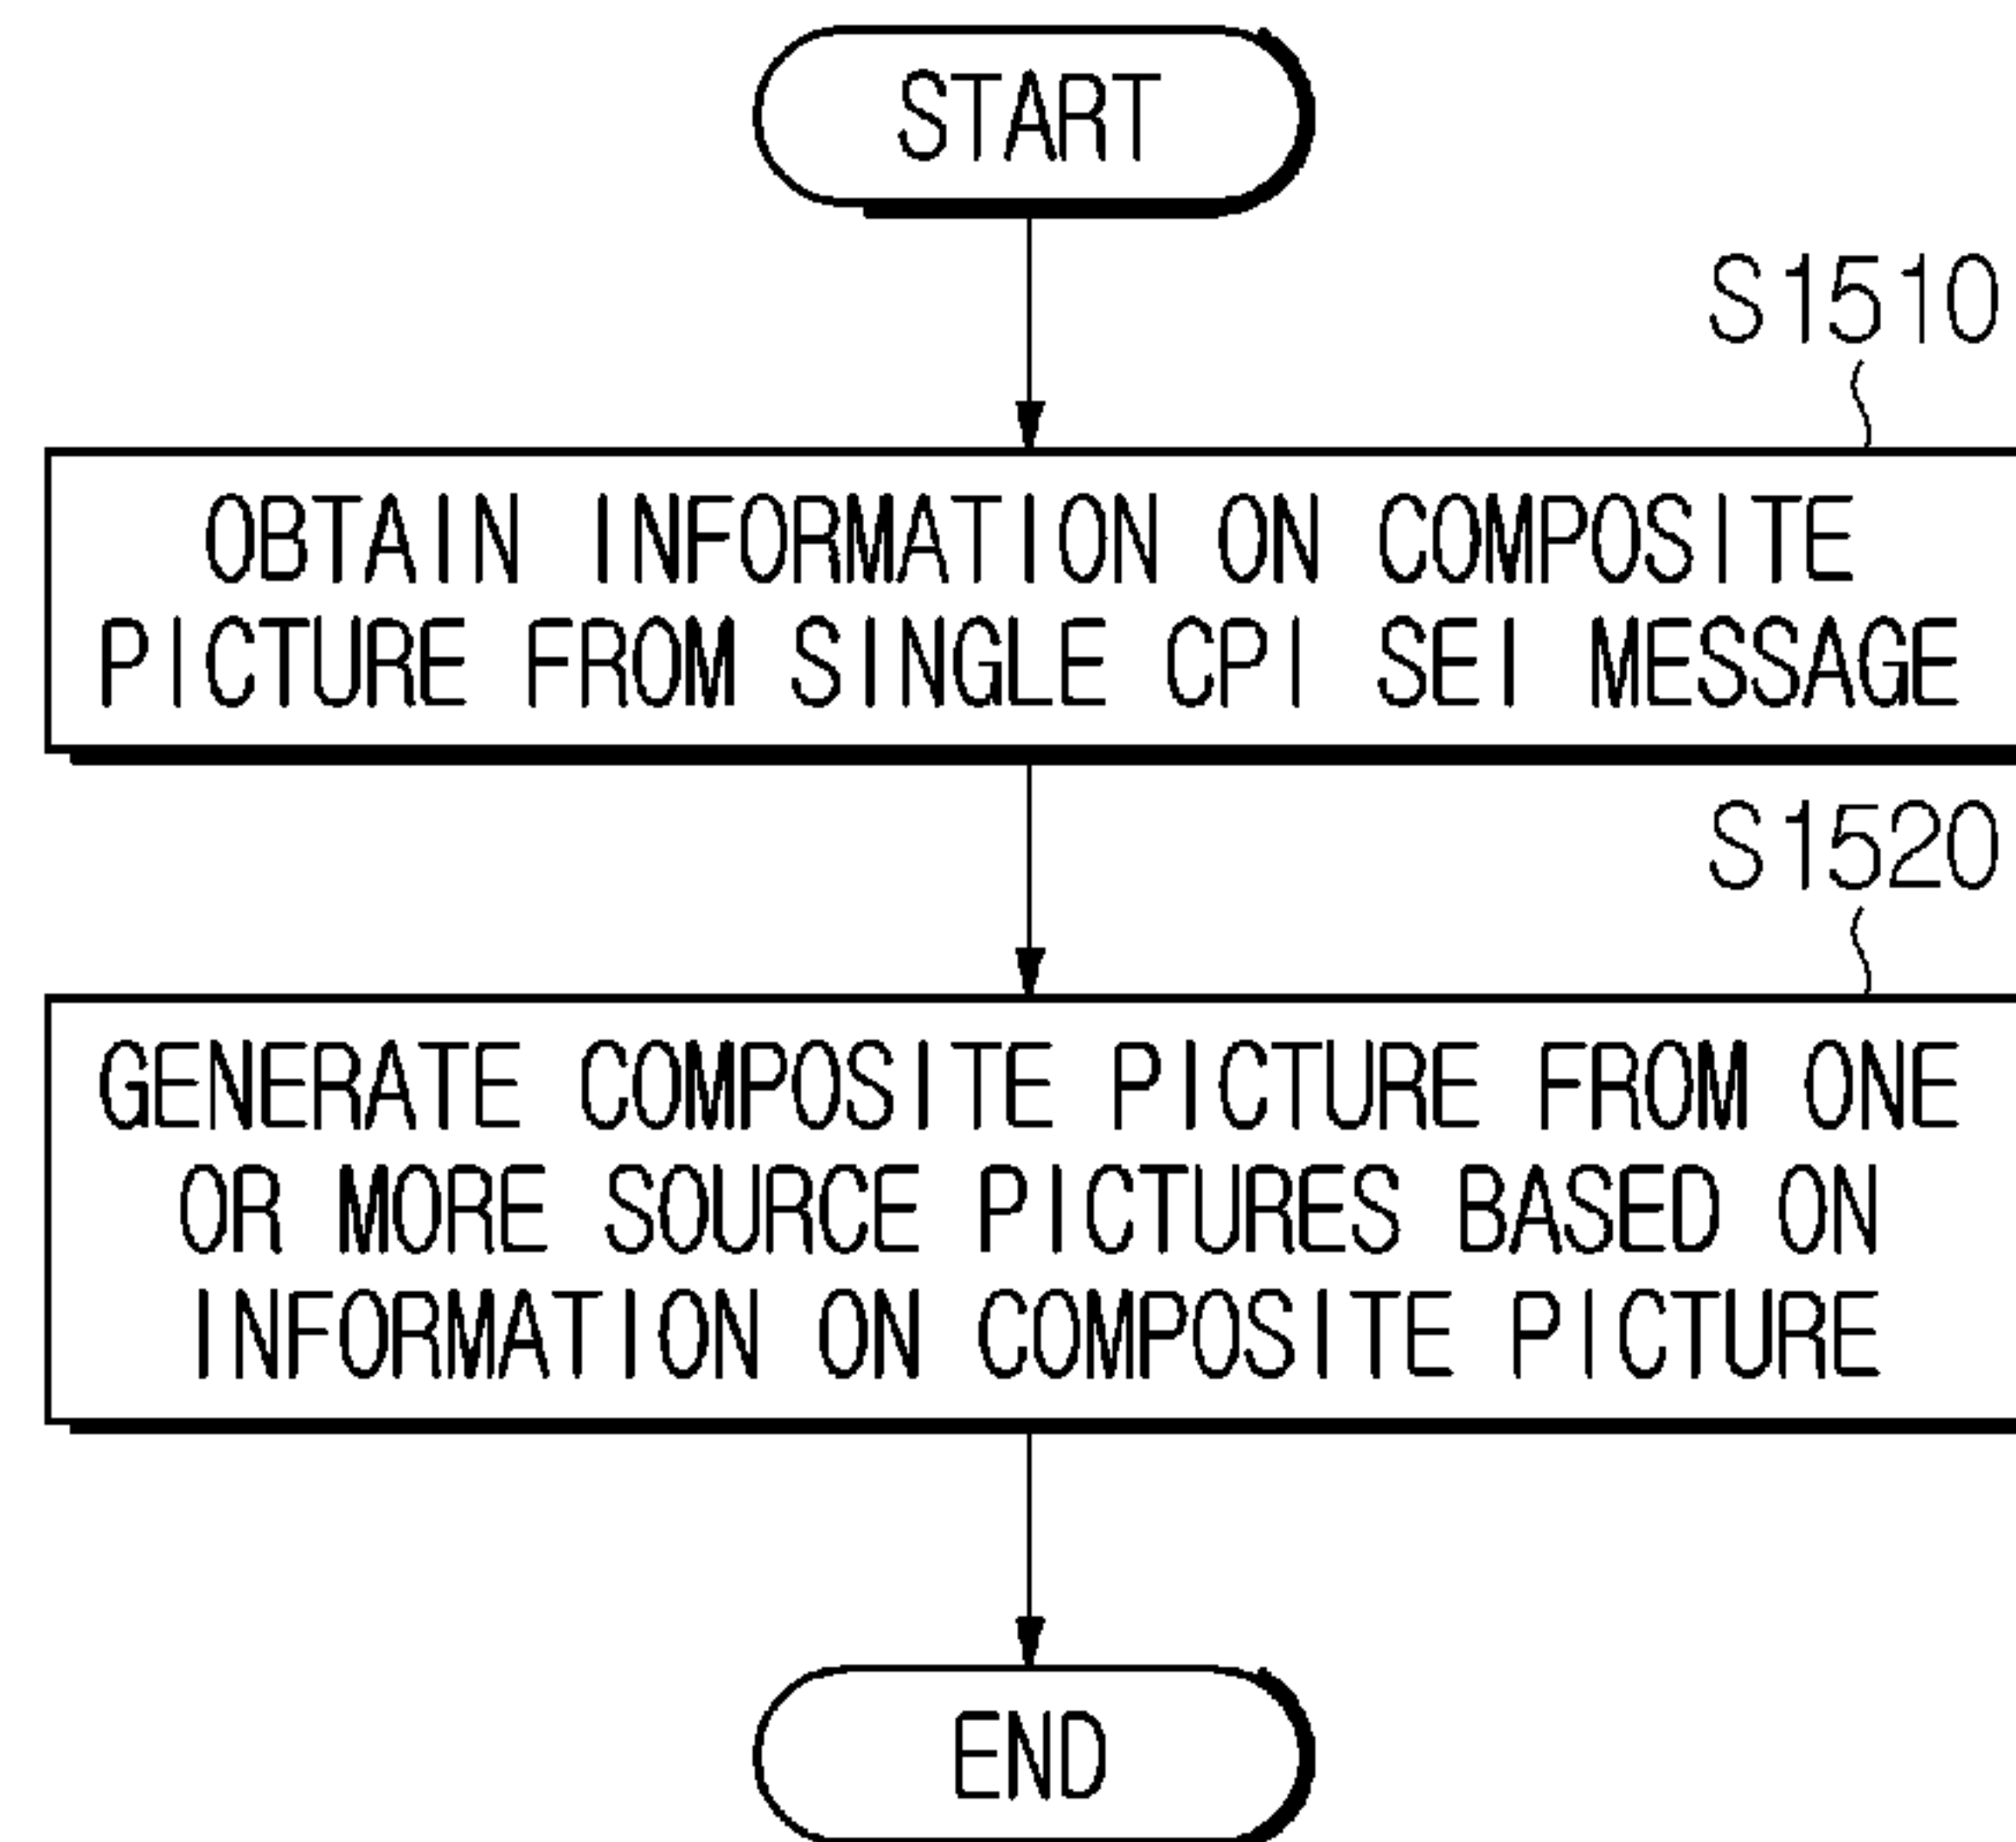 START
S1510
OBTAIN INFORMATION ON COMPOSITE
PICTURE FROM SINGLE CPI SEI MESSAGE
S1520
GENERATE COMPOSITE PICTURE FROM ONE
OR MORE SOURCE PICTURES BASED ON
INFORMATION ON COMPOSITE PICTURE
END